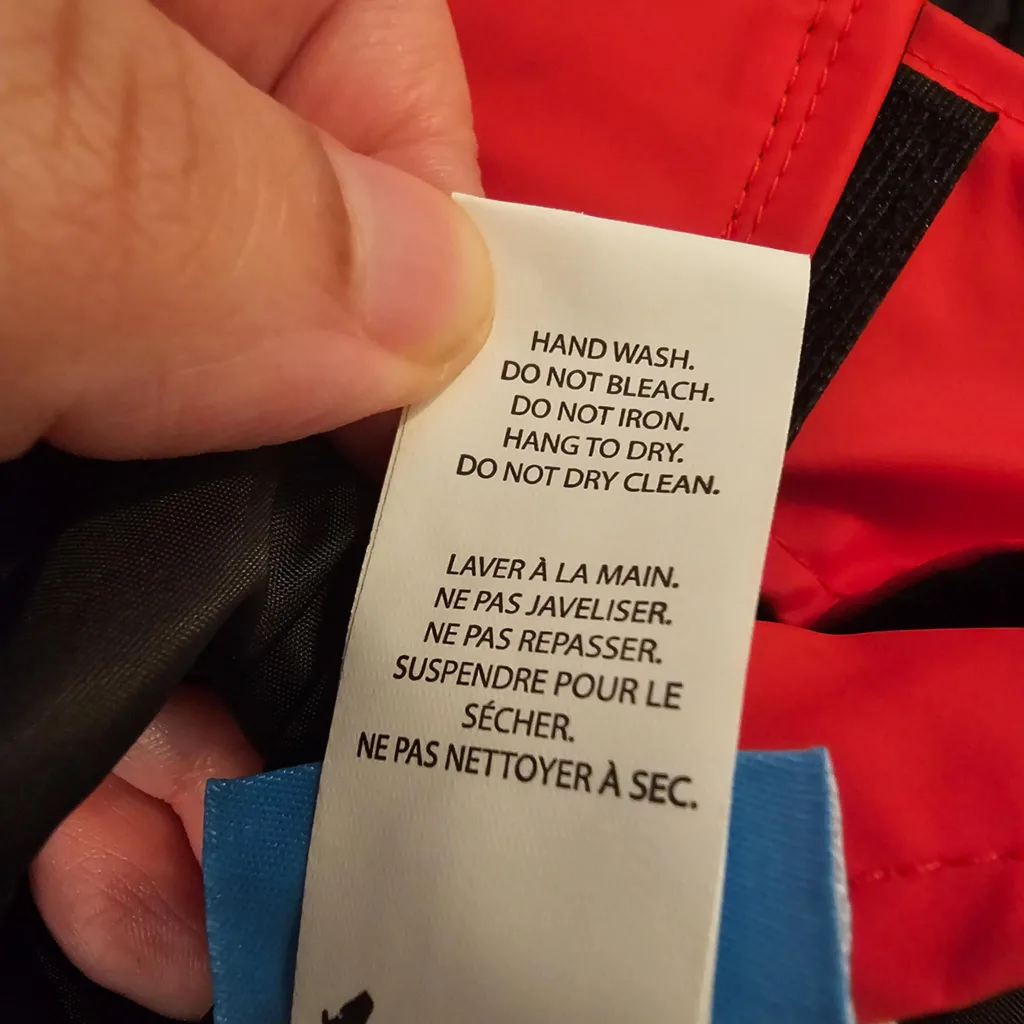 HAND WASH.
DO NOT BLEACH.
DO NOT IRON.
HANG TO DRY.
DO NOT DRY CLEAN.
LAVER À LA MAIN.
NE PAS JAVELISER.
NE PAS REPASSER.
SUSPENDRE POUR LE
SÉCHER.
NE PAS NETTOYER À SEC.